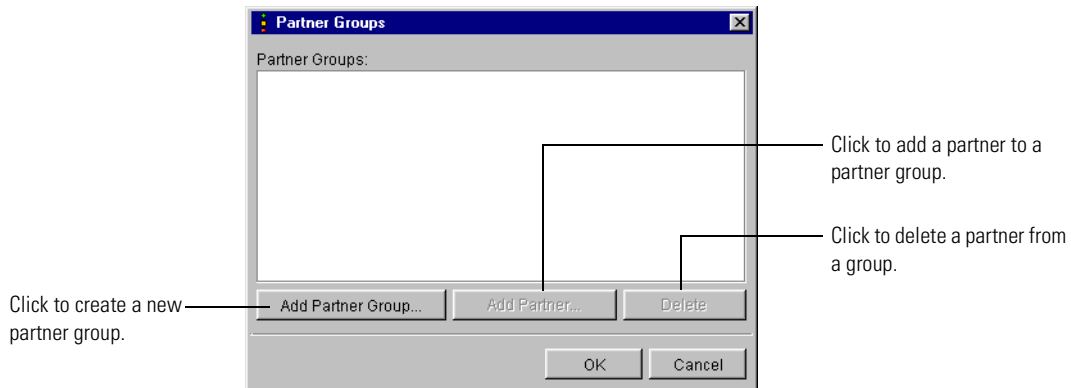 Partner Groups
Partner Groups:
Click to add a partner to a
partner group.
Click to delete a partner from
a group.
Click to create a new
partner group.
Add Partner Group...
Add Partner...
Delete
OK
Cancel